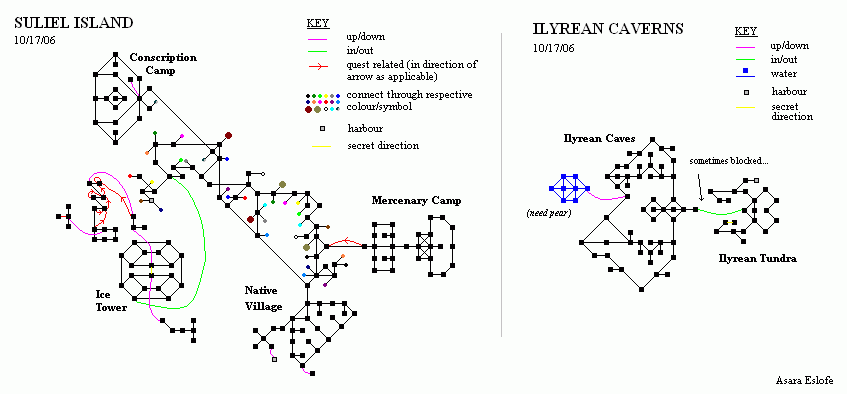 SULIEL ISLAND
10/17/06
KEY
up/down
in/out
quest related (in direction of
arrow as applicable)
connect through respective
colour/symbol
harbour
secret direction
Conscription
Camp
Mercenary Camp
Ice
Tower
Native
Village
ILYREAN CAVERNS
10/17/06
KEY
up/down
in/out
water
harbour
secret
direction
Ilyrean Caves
sometimes blocked...
(need pear)
Ilyrean Tundra
Asara Eslofe